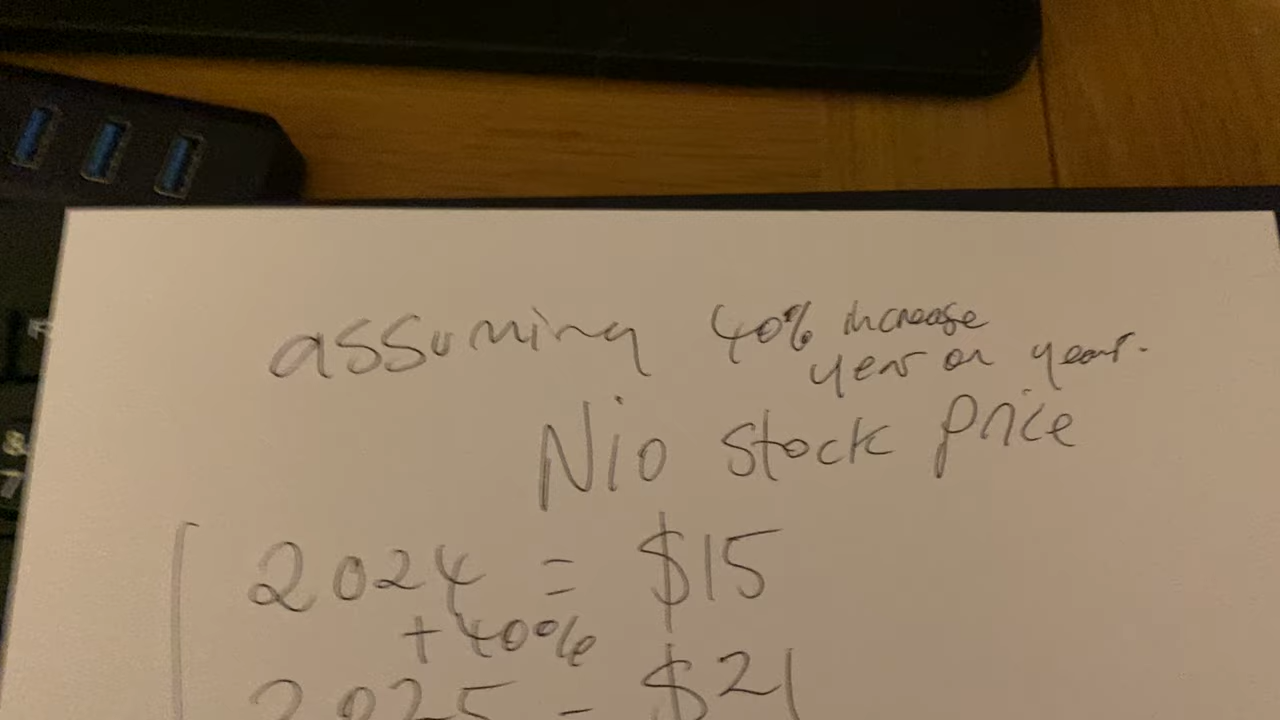 assuming 40% increase
year on year.
Nio stock price
2024 = $15
+40%
2025 = $21